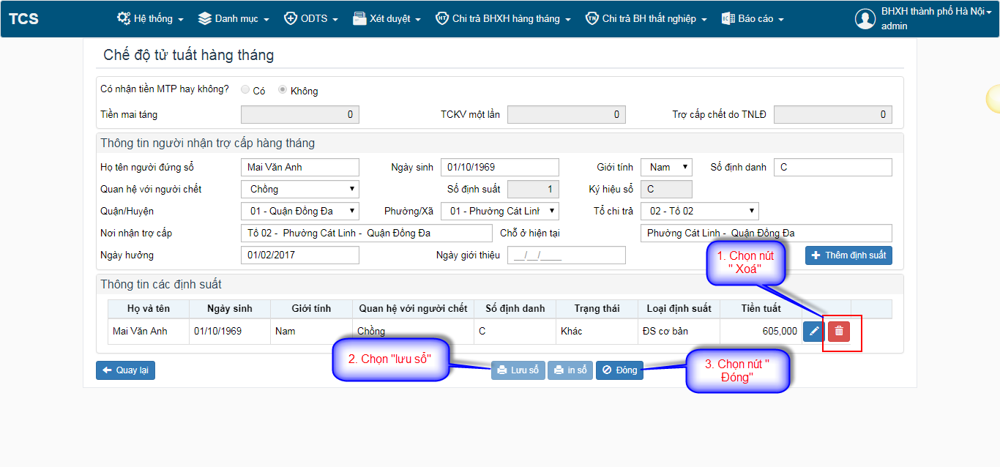 TCS Hệ thống Danh mục ODTS Xét duyệt Chi trả BHXH hàng tháng Chi trả BH thất nghiệp Báo cáo BHXH thành phố Hà Nội
admin
Chế độ tử tuất hàng tháng
Có nhận tiền MTP hay không? Có Không
Tiền mai táng 0 TCKV một lần 0 Trợ cấp chết do TNLĐ 0
Thông tin người nhận trợ cấp hàng tháng
Họ tên người đứng sổ Mai Văn Anh Ngày sinh 01/10/1969 Giới tính Nam Số định danh C
Quan hệ với người chết Chồng Số định suất 1 Ký hiệu sổ C
Quận/Huyện 01 - Quận Đống Đa Phường/Xã 01 - Phường Cát Linh Tổ chi trả 02 - Tổ 02
Nơi nhận trợ cấp Tổ 02 - Phường Cát Linh - Quận Đống Đa Chỗ ở hiện tại Phường Cát Linh - Quận Đống Đa
Ngày hưởng 01/02/2017 Ngày giới thiệu __/__/____ Thêm định suất
1. Chọn nút
" Xoá"
Thông tin các định suất
Họ và tên Ngày sinh Giới tính Quan hệ với người chết Số định danh Trạng thái Loại định suất Tiền tuất
Mai Văn Anh 01/10/1969 Nam Chồng C Khác ĐS cơ bản 605,000
2. Chọn "lưu sổ"
3. Chọn nút "
Đóng"
Quay lại Lưu sổ in sổ Đóng